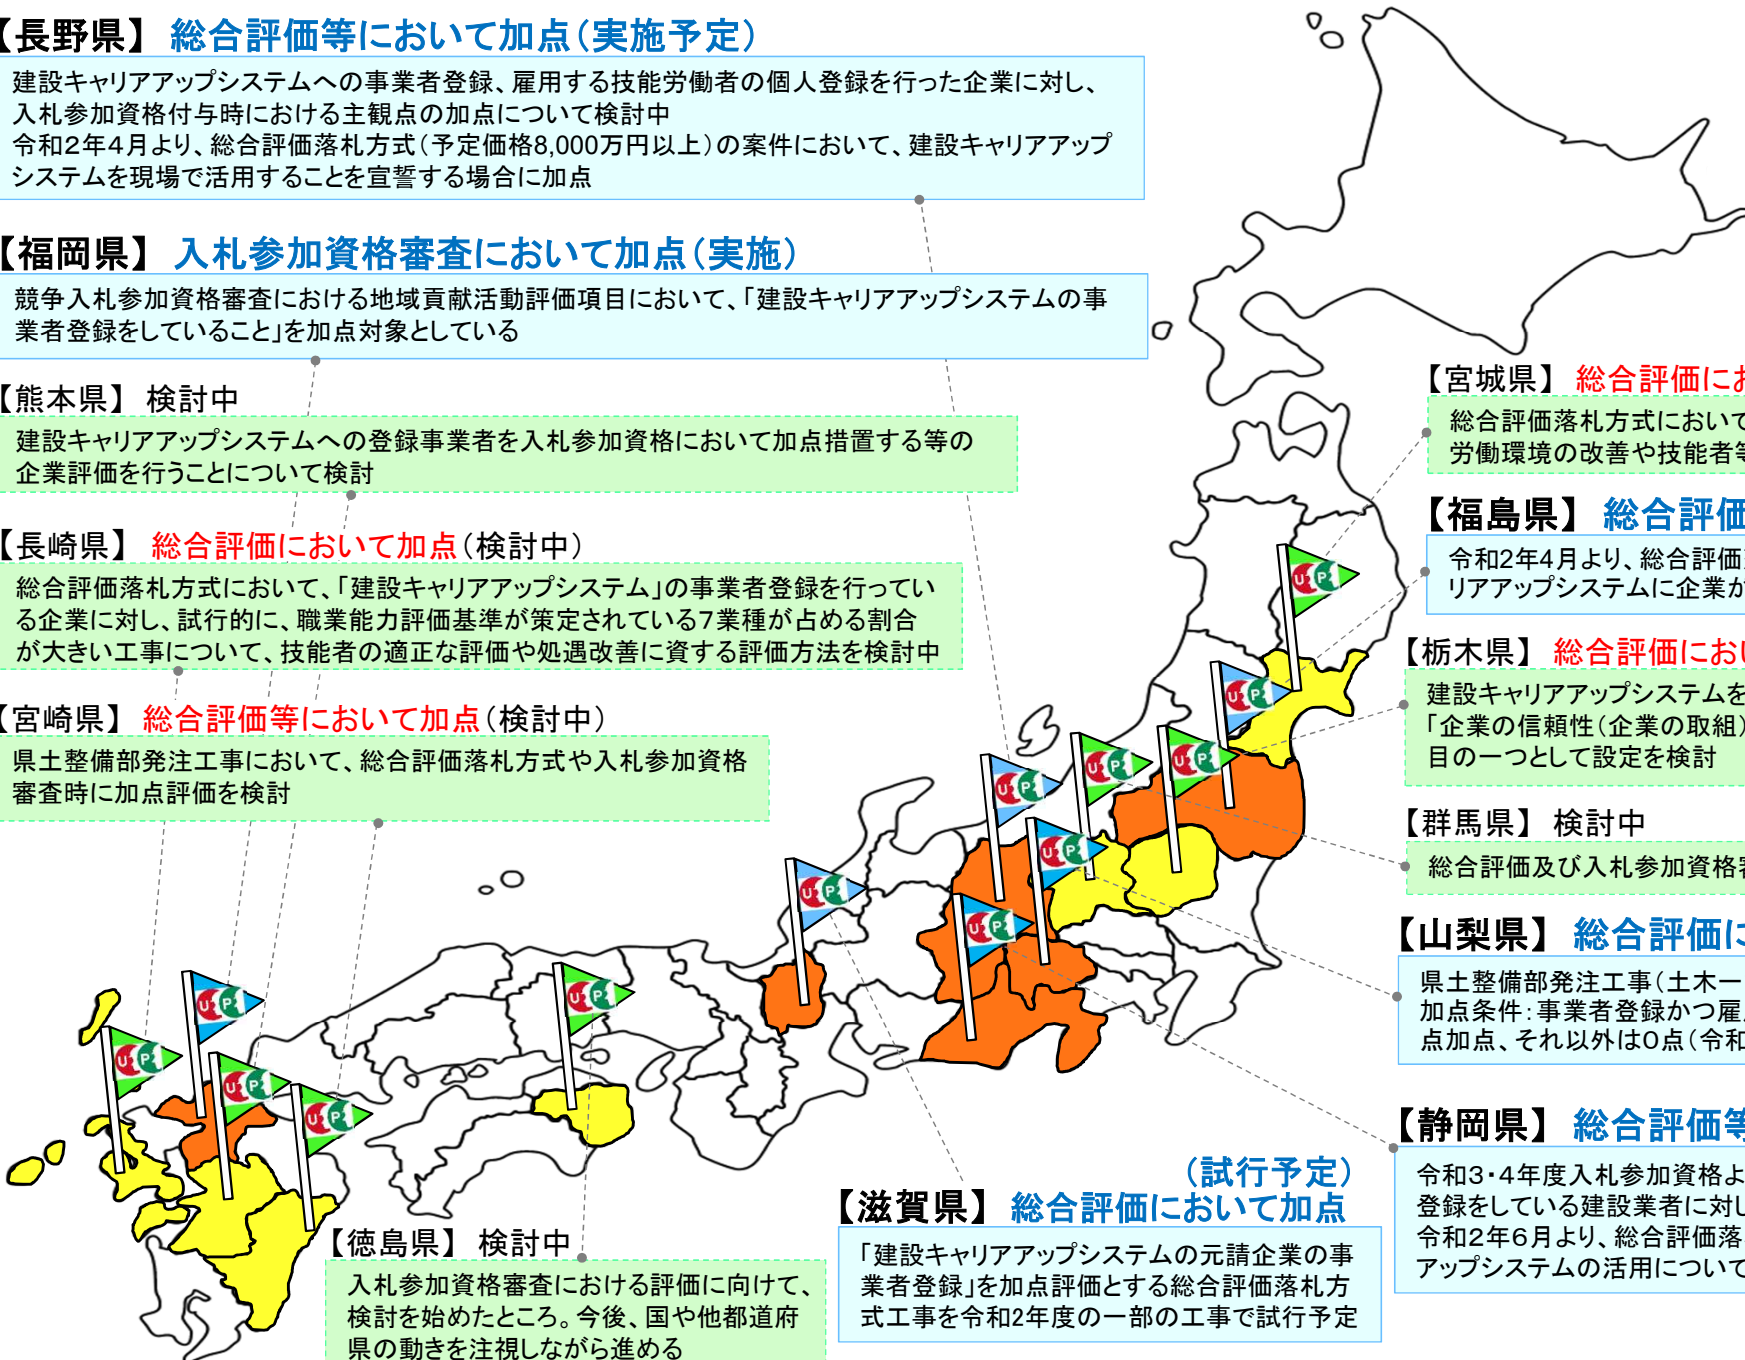 【長野県】 総合評価等において加点(実施予定)
建設キャリアアップシステムへの事業者登録、雇用する技能労働者の個人登録を行った企業に対し、
入札参加資格付与時における主観点の加点について検討中
令和2年4月より、総合評価落札方式(予定価格8,000万円以上)の案件において、建設キャリアアップ
システムを現場で活用することを宣誓する場合に加点
【福岡県】 入札参加資格審査において加点(実施)
競争入札参加資格審査における地域貢献活動評価項目において、「建設キャリアアップシステムの事
業者登録をしていること」を加点対象としている
【熊本県】 検討中
建設キャリアアップシステムへの登録事業者を入札参加資格において加点措置する等の
企業評価を行うことについて検討
【長崎県】 総合評価において加点(検討中)
総合評価落札方式において、「建設キャリアアップシステム」の事業者登録を行ってい
る企業に対し、試行的に、職業能力評価基準が策定されている7業種が占める割合
が大きい工事について、技能者の適正な評価や処遇改善に資する評価方法を検討中
【宮崎県】 総合評価等において加点(検討中)
県土整備部発注工事において、総合評価落札方式や入札参加資格
審査時に加点評価を検討
【徳島県】 検討中
入札参加資格審査における評価に向けて、
検討を始めたところ。今後、国や他都道府
県の動きを注視しながら進める
(試行予定)
【滋賀県】 総合評価において加点
「建設キャリアアップシステムの元請企業の事
業者登録」を加点評価とする総合評価落札方
式工事を令和2年度の一部の工事で試行予定
【宮城県】 総合評価にお
総合評価落札方式において
労働環境の改善や技能者等
【福島県】 総合評価
令和2年4月より、総合評価
リアアップシステムに企業が
【栃木県】 総合評価におい
建設キャリアアップシステムを
「企業の信頼性(企業の取組)
目の一つとして設定を検討
【群馬県】 検討中
総合評価及び入札参加資格審
【山梨県】 総合評価に
県土整備部発注工事(土木一
加点条件:事業者登録かつ雇
点加点、それ以外は0点(令和
【静岡県】 総合評価等
令和3・4年度入札参加資格よ
登録をしている建設業者に対し
令和2年6月より、総合評価落
アップシステムの活用について